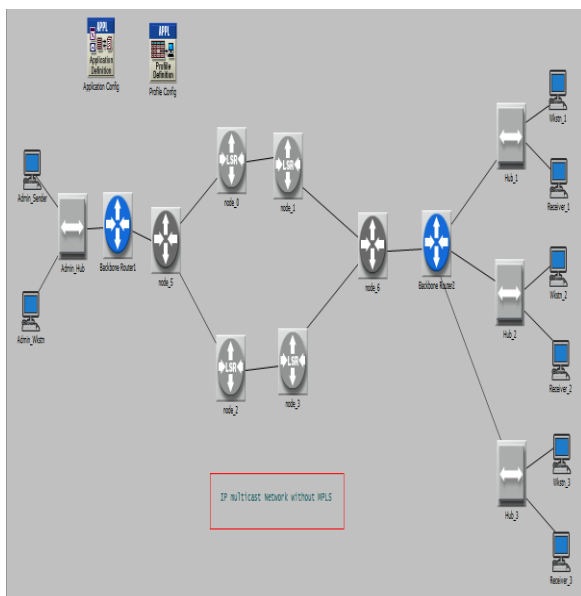 APPL
Application
Definition
Application Config
APPL
Profile
Definition
Profile Config
Wkstn_1
Hub_1
Receiver_1
LSR
node_0
LSR
node_1
Admin_Sender
Admin_Hub
Backbone Router1
node_5
node_6
Backbone Router2
Wkstn_2
Hub_2
Receiver_2
Admin_Wkstn
LSR
node_2
LSR
node_3
Wkstn_3
Hub_3
Receiver_3
IP multicast Network without MPLS